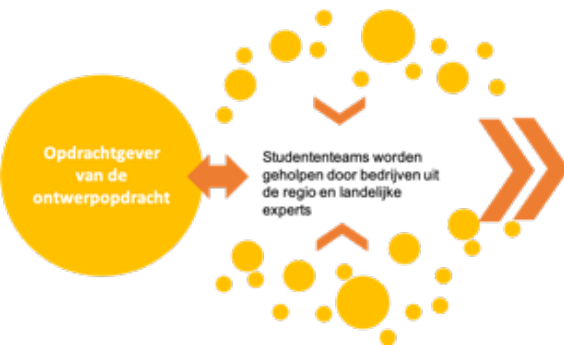 Opdrachtgever
van de
ontwerpopdracht
Studententeams worden
geholpen door bedrijven uit
de regio en landelijke
experts